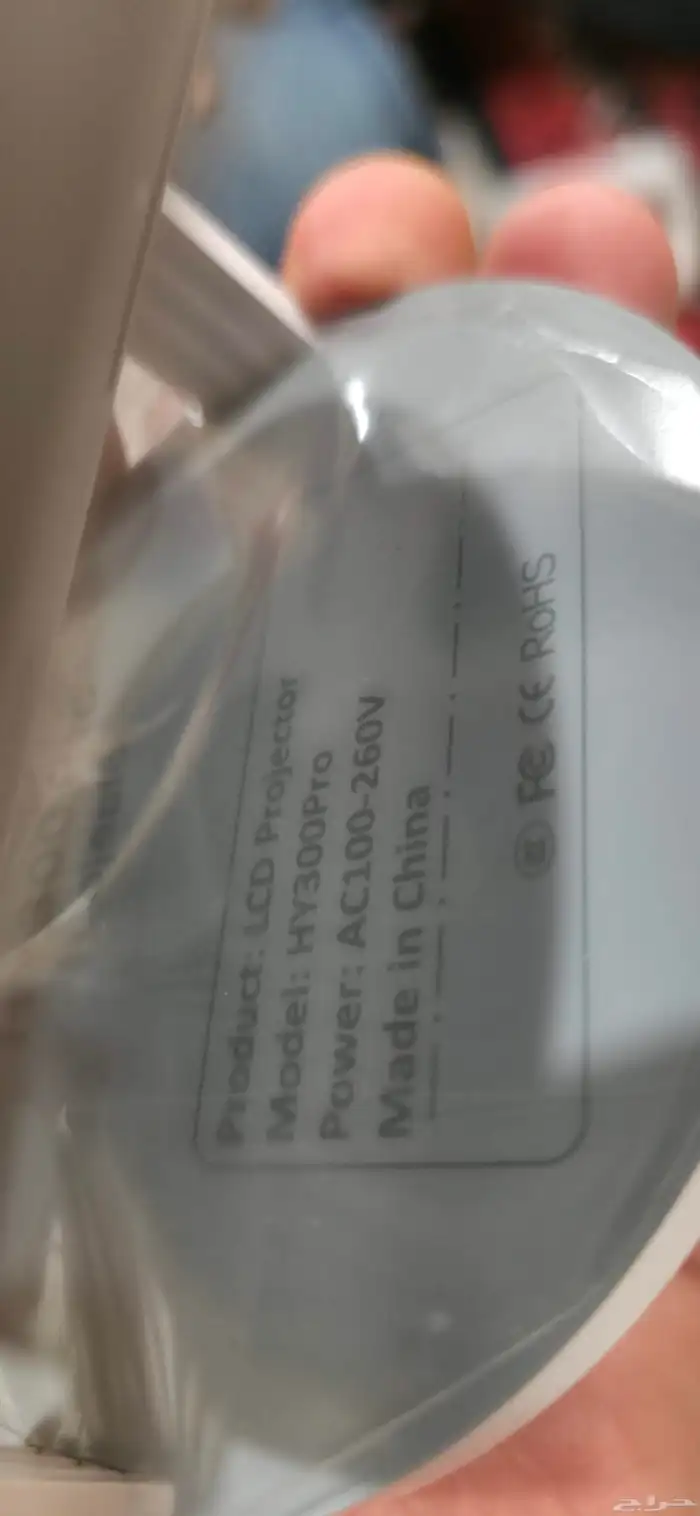 Product: LCD Projector
Model: HY300Pro
Power: AC100-260V
Made in China
FC CE RoHS
حراج